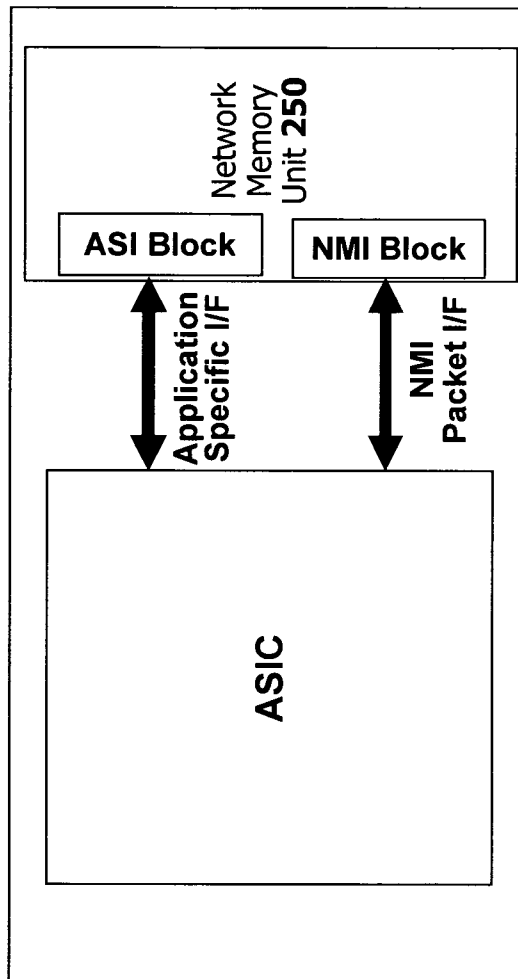 Network
Memory
Unit 250
ASI Block
NMI Block
Application
Specific I/F
NMI
Packet I/F
ASIC